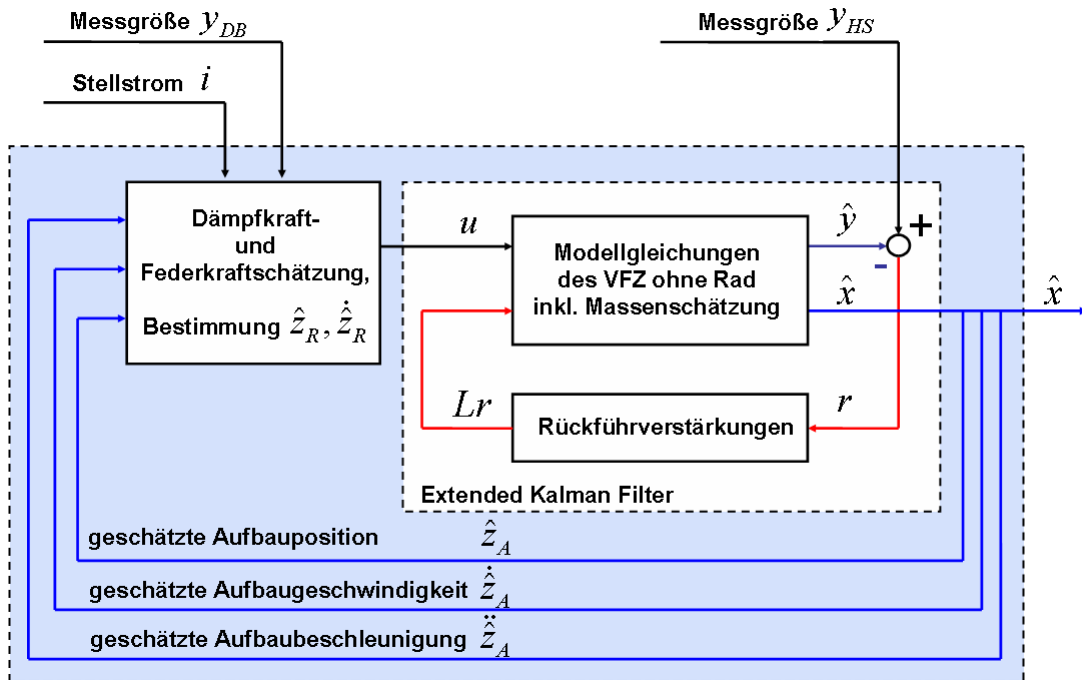 Messgröße y_DB
Messgröße y_HS
Stellstrom i
Dämpfkraft-
und
Federkraftschätzung,
Bestimmung ẑ_R, ẑ̇_R
u
Modellgleichungen
des VFZ ohne Rad
inkl. Massenschätzung
ŷ
+
-
x̂
x̂
Lr
Rückführverstärkungen
r
Extended Kalman Filter
geschätzte Aufbauposition ẑ_A
geschätzte Aufbaugeschwindigkeit ẑ̇_A
geschätzte Aufbaubeschleunigung ẑ̈_A